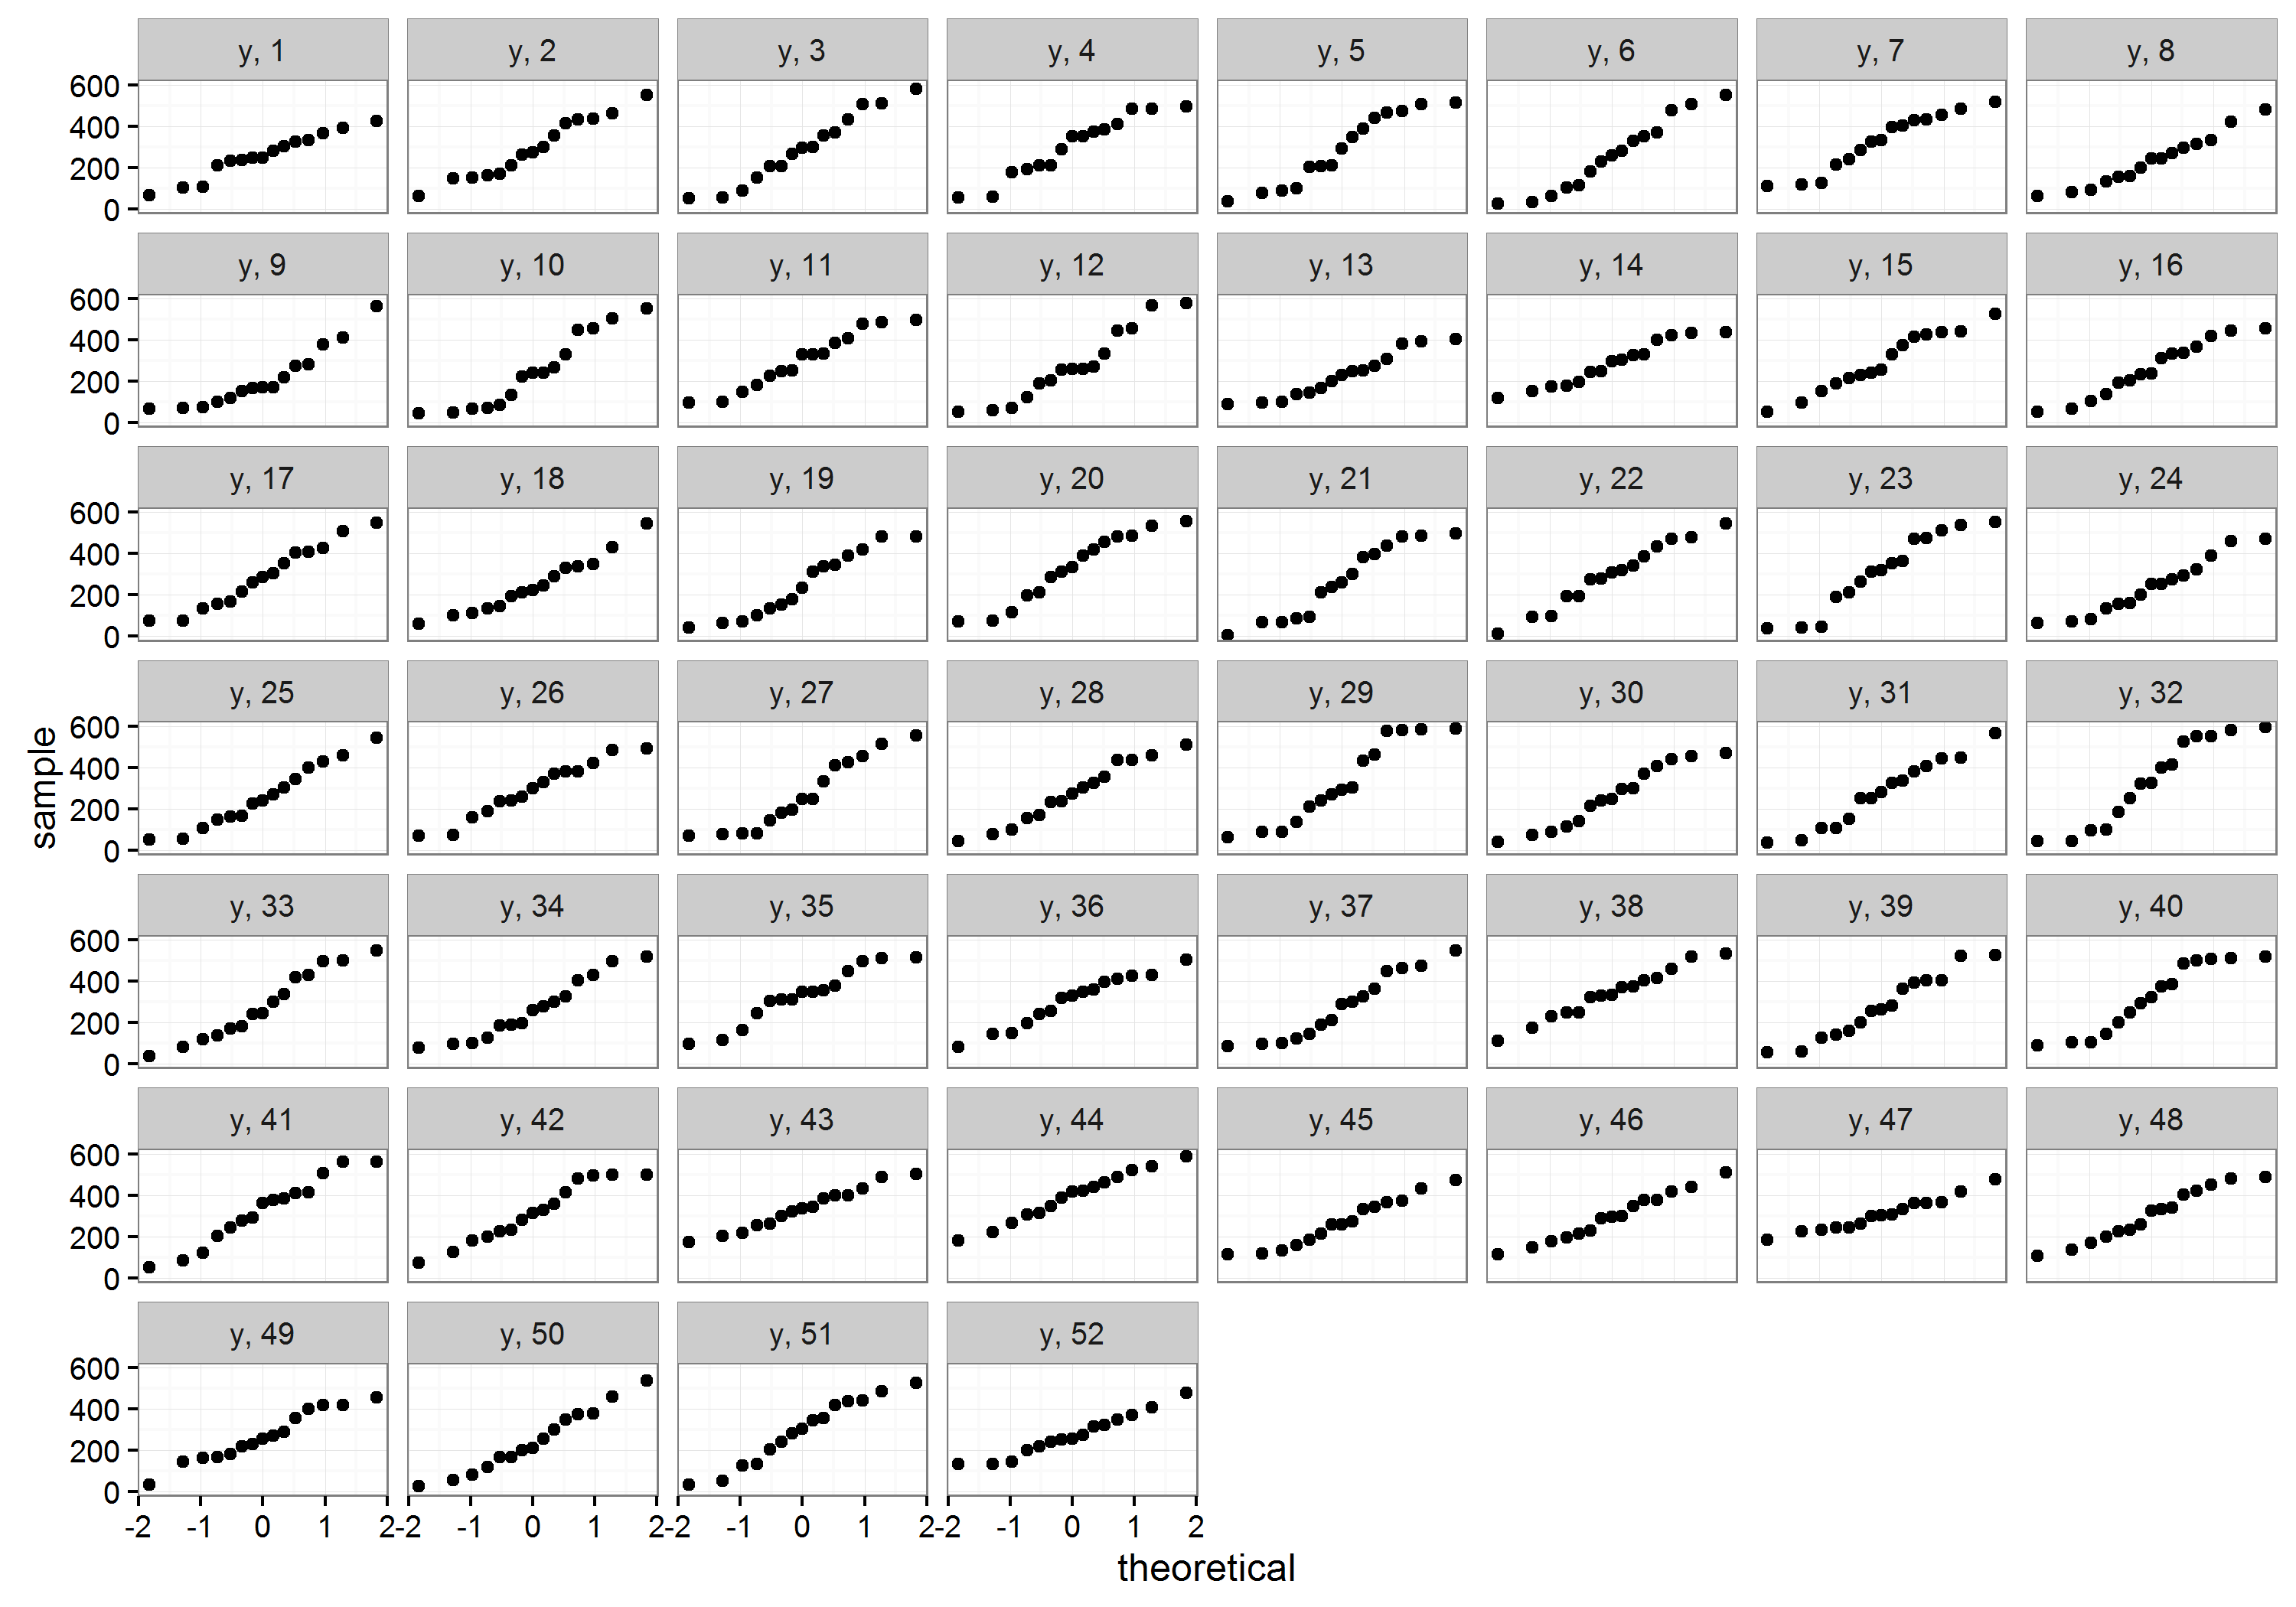 y, 1 y, 2 y, 3 y, 4 y, 5 y, 6 y, 7 y, 8
600
400
200
0
y, 9 y, 10 y, 11 y, 12 y, 13 y, 14 y, 15 y, 16
600
400
200
0
y, 17 y, 18 y, 19 y, 20 y, 21 y, 22 y, 23 y, 24
600
400
200
0
y, 25 y, 26 y, 27 y, 28 y, 29 y, 30 y, 31 y, 32
600
400
200
0
sample
y, 33 y, 34 y, 35 y, 36 y, 37 y, 38 y, 39 y, 40
600
400
200
0
y, 41 y, 42 y, 43 y, 44 y, 45 y, 46 y, 47 y, 48
600
400
200
0
y, 49 y, 50 y, 51 y, 52
600
400
200
0
-2 -1 0 1 2 -2 -1 0 1 2 -2 -1 0 1 2 -2 -1 0 1 2
theoretical